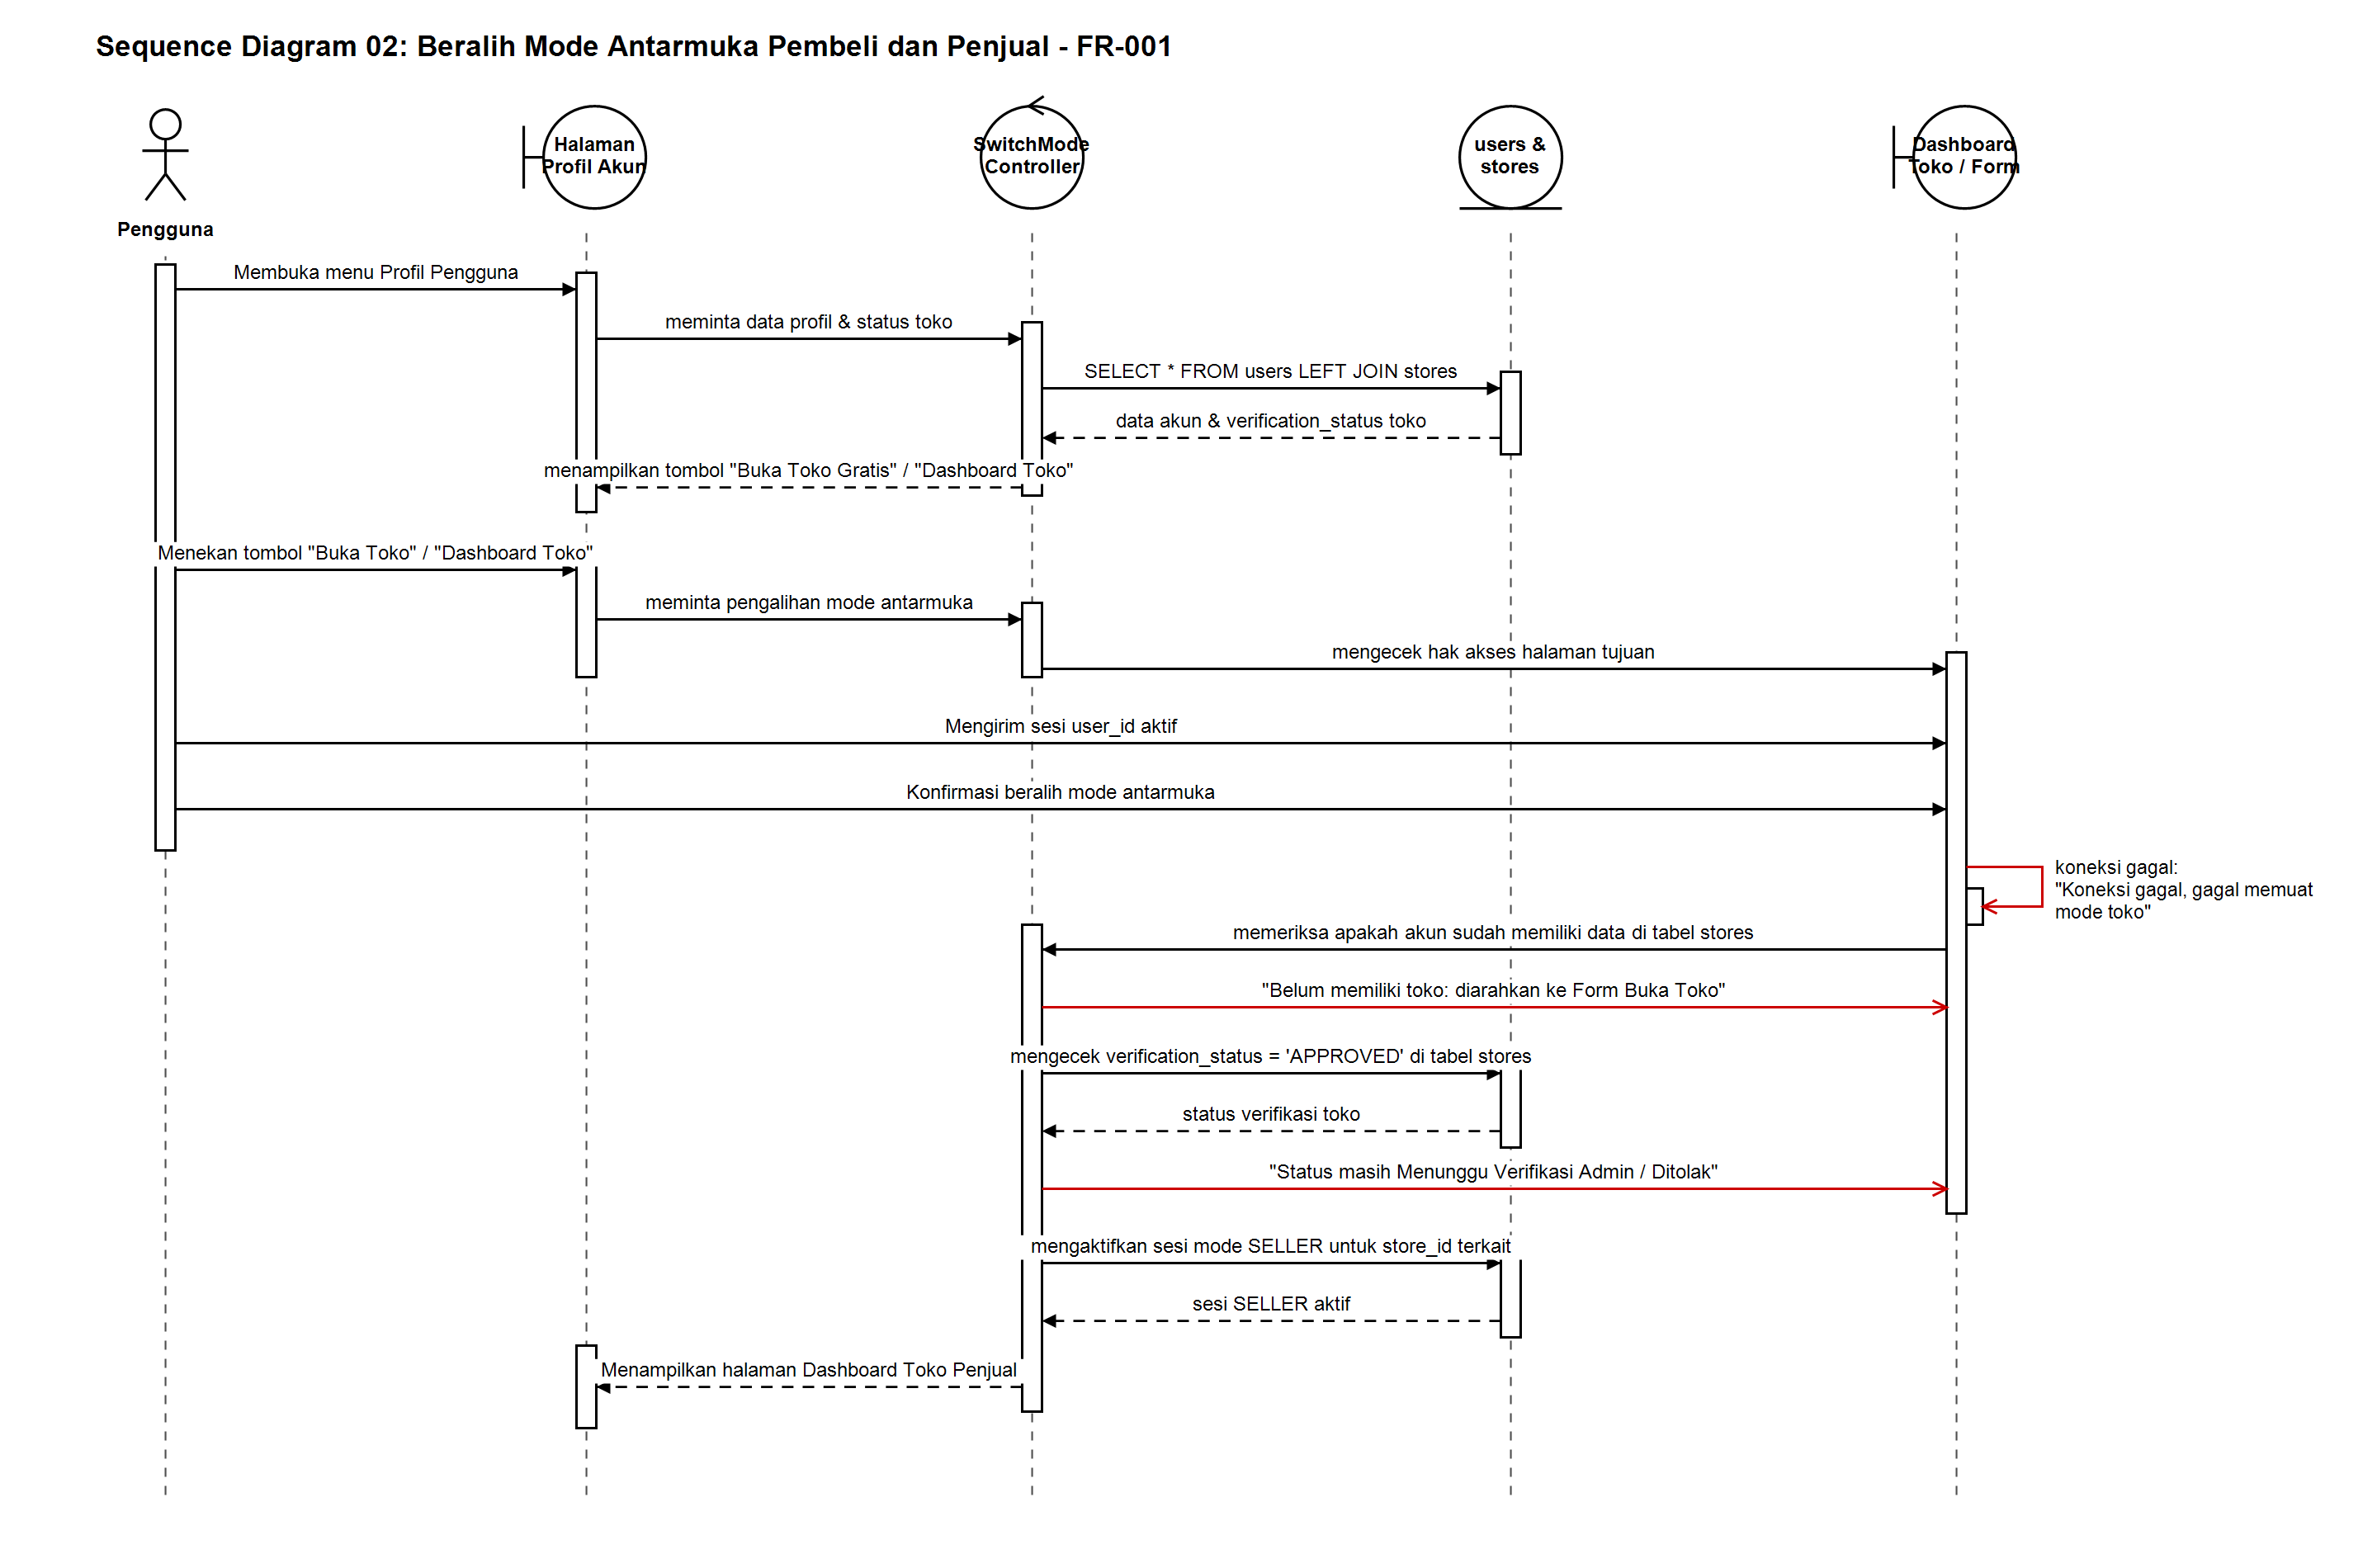 Sequence Diagram 02: Beralih Mode Antarmuka Pembeli dan Penjual - FR-001
Pengguna
Halaman
Profil Akun
SwitchMode
Controller
users &
stores
Dashboard
Toko / Form
Membuka menu Profil Pengguna
meminta data profil & status toko
SELECT * FROM users LEFT JOIN stores
data akun & verification_status toko
menampilkan tombol "Buka Toko Gratis" / "Dashboard Toko"
Menekan tombol "Buka Toko" / "Dashboard Toko"
meminta pengalihan mode antarmuka
mengecek hak akses halaman tujuan
Mengirim sesi user_id aktif
Konfirmasi beralih mode antarmuka
koneksi gagal:
"Koneksi gagal, gagal memuat
mode toko"
memeriksa apakah akun sudah memiliki data di tabel stores
"Belum memiliki toko: diarahkan ke Form Buka Toko"
mengecek verification_status = 'APPROVED' di tabel stores
status verifikasi toko
"Status masih Menunggu Verifikasi Admin / Ditolak"
mengaktifkan sesi mode SELLER untuk store_id terkait
sesi SELLER aktif
Menampilkan halaman Dashboard Toko Penjual